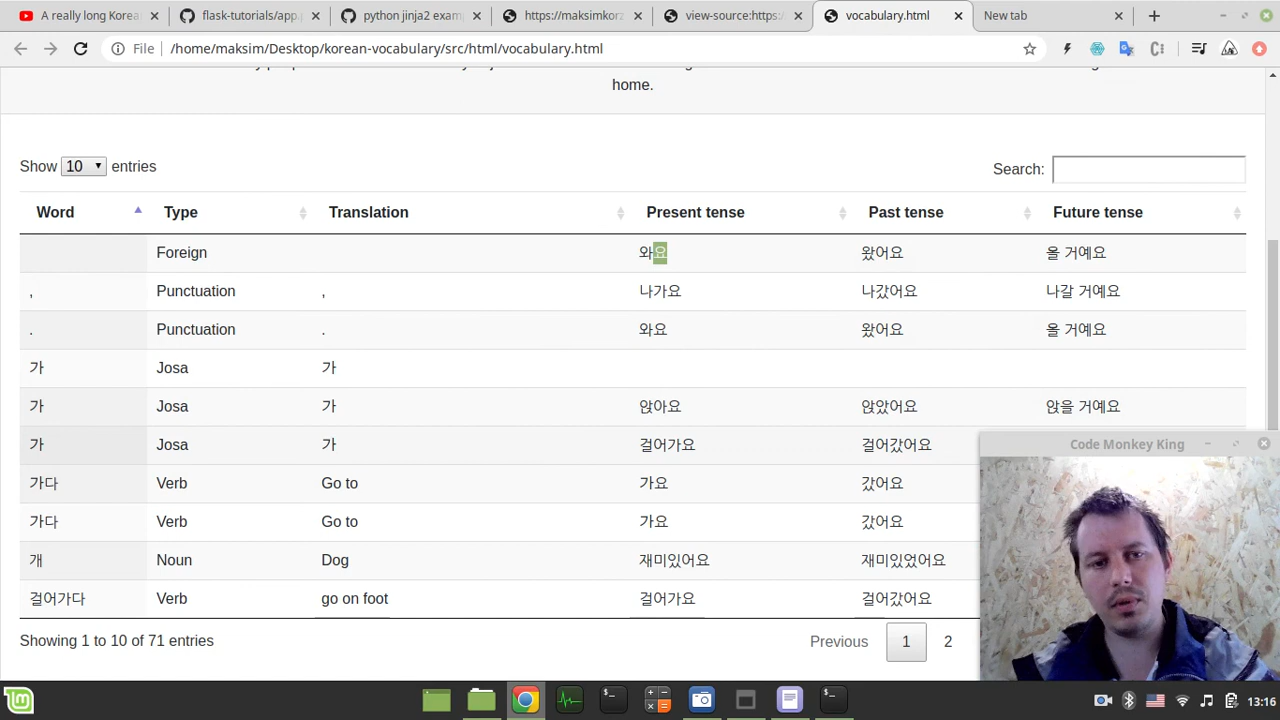 A really long Korean
flask-tutorials/app.p
python jinja2 exam
https://maksimkorz
view-source:https:/
vocabulary.html
New tab
File /home/maksim/Desktop/korean-vocabulary/src/html/vocabulary.html
home.
Show 10 entries
Search:
Word Type Translation Present tense Past tense Future tense
Foreign 와요 왔어요 올 거예요
, Punctuation , 나가요 나갔어요 나갈 거예요
. Punctuation . 와요 왔어요 올 거예요
가 Josa 가
가 Josa 가 앉아요 앉았어요 앉을 거예요
가 Josa 가 걸어가요 걸어갔어요
가다 Verb Go to 가요 갔어요
가다 Verb Go to 가요 갔어요
개 Noun Dog 재미있어요 재미있었어요
걸어가다 Verb go on foot 걸어가요 걸어갔어요
Code Monkey King
Showing 1 to 10 of 71 entries
Previous 1 2
13:16